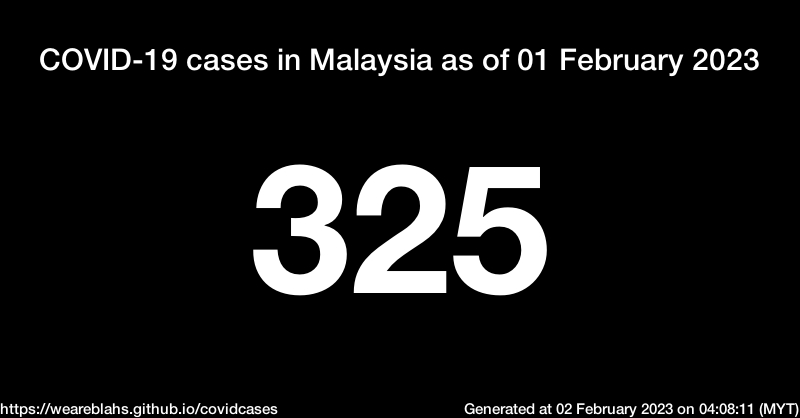 COVID-19 cases in Malaysia as of 01 February 2023
325
https://weareblahs.github.io/covidcases
Generated at 02 February 2023 on 04:08:11 (MYT)